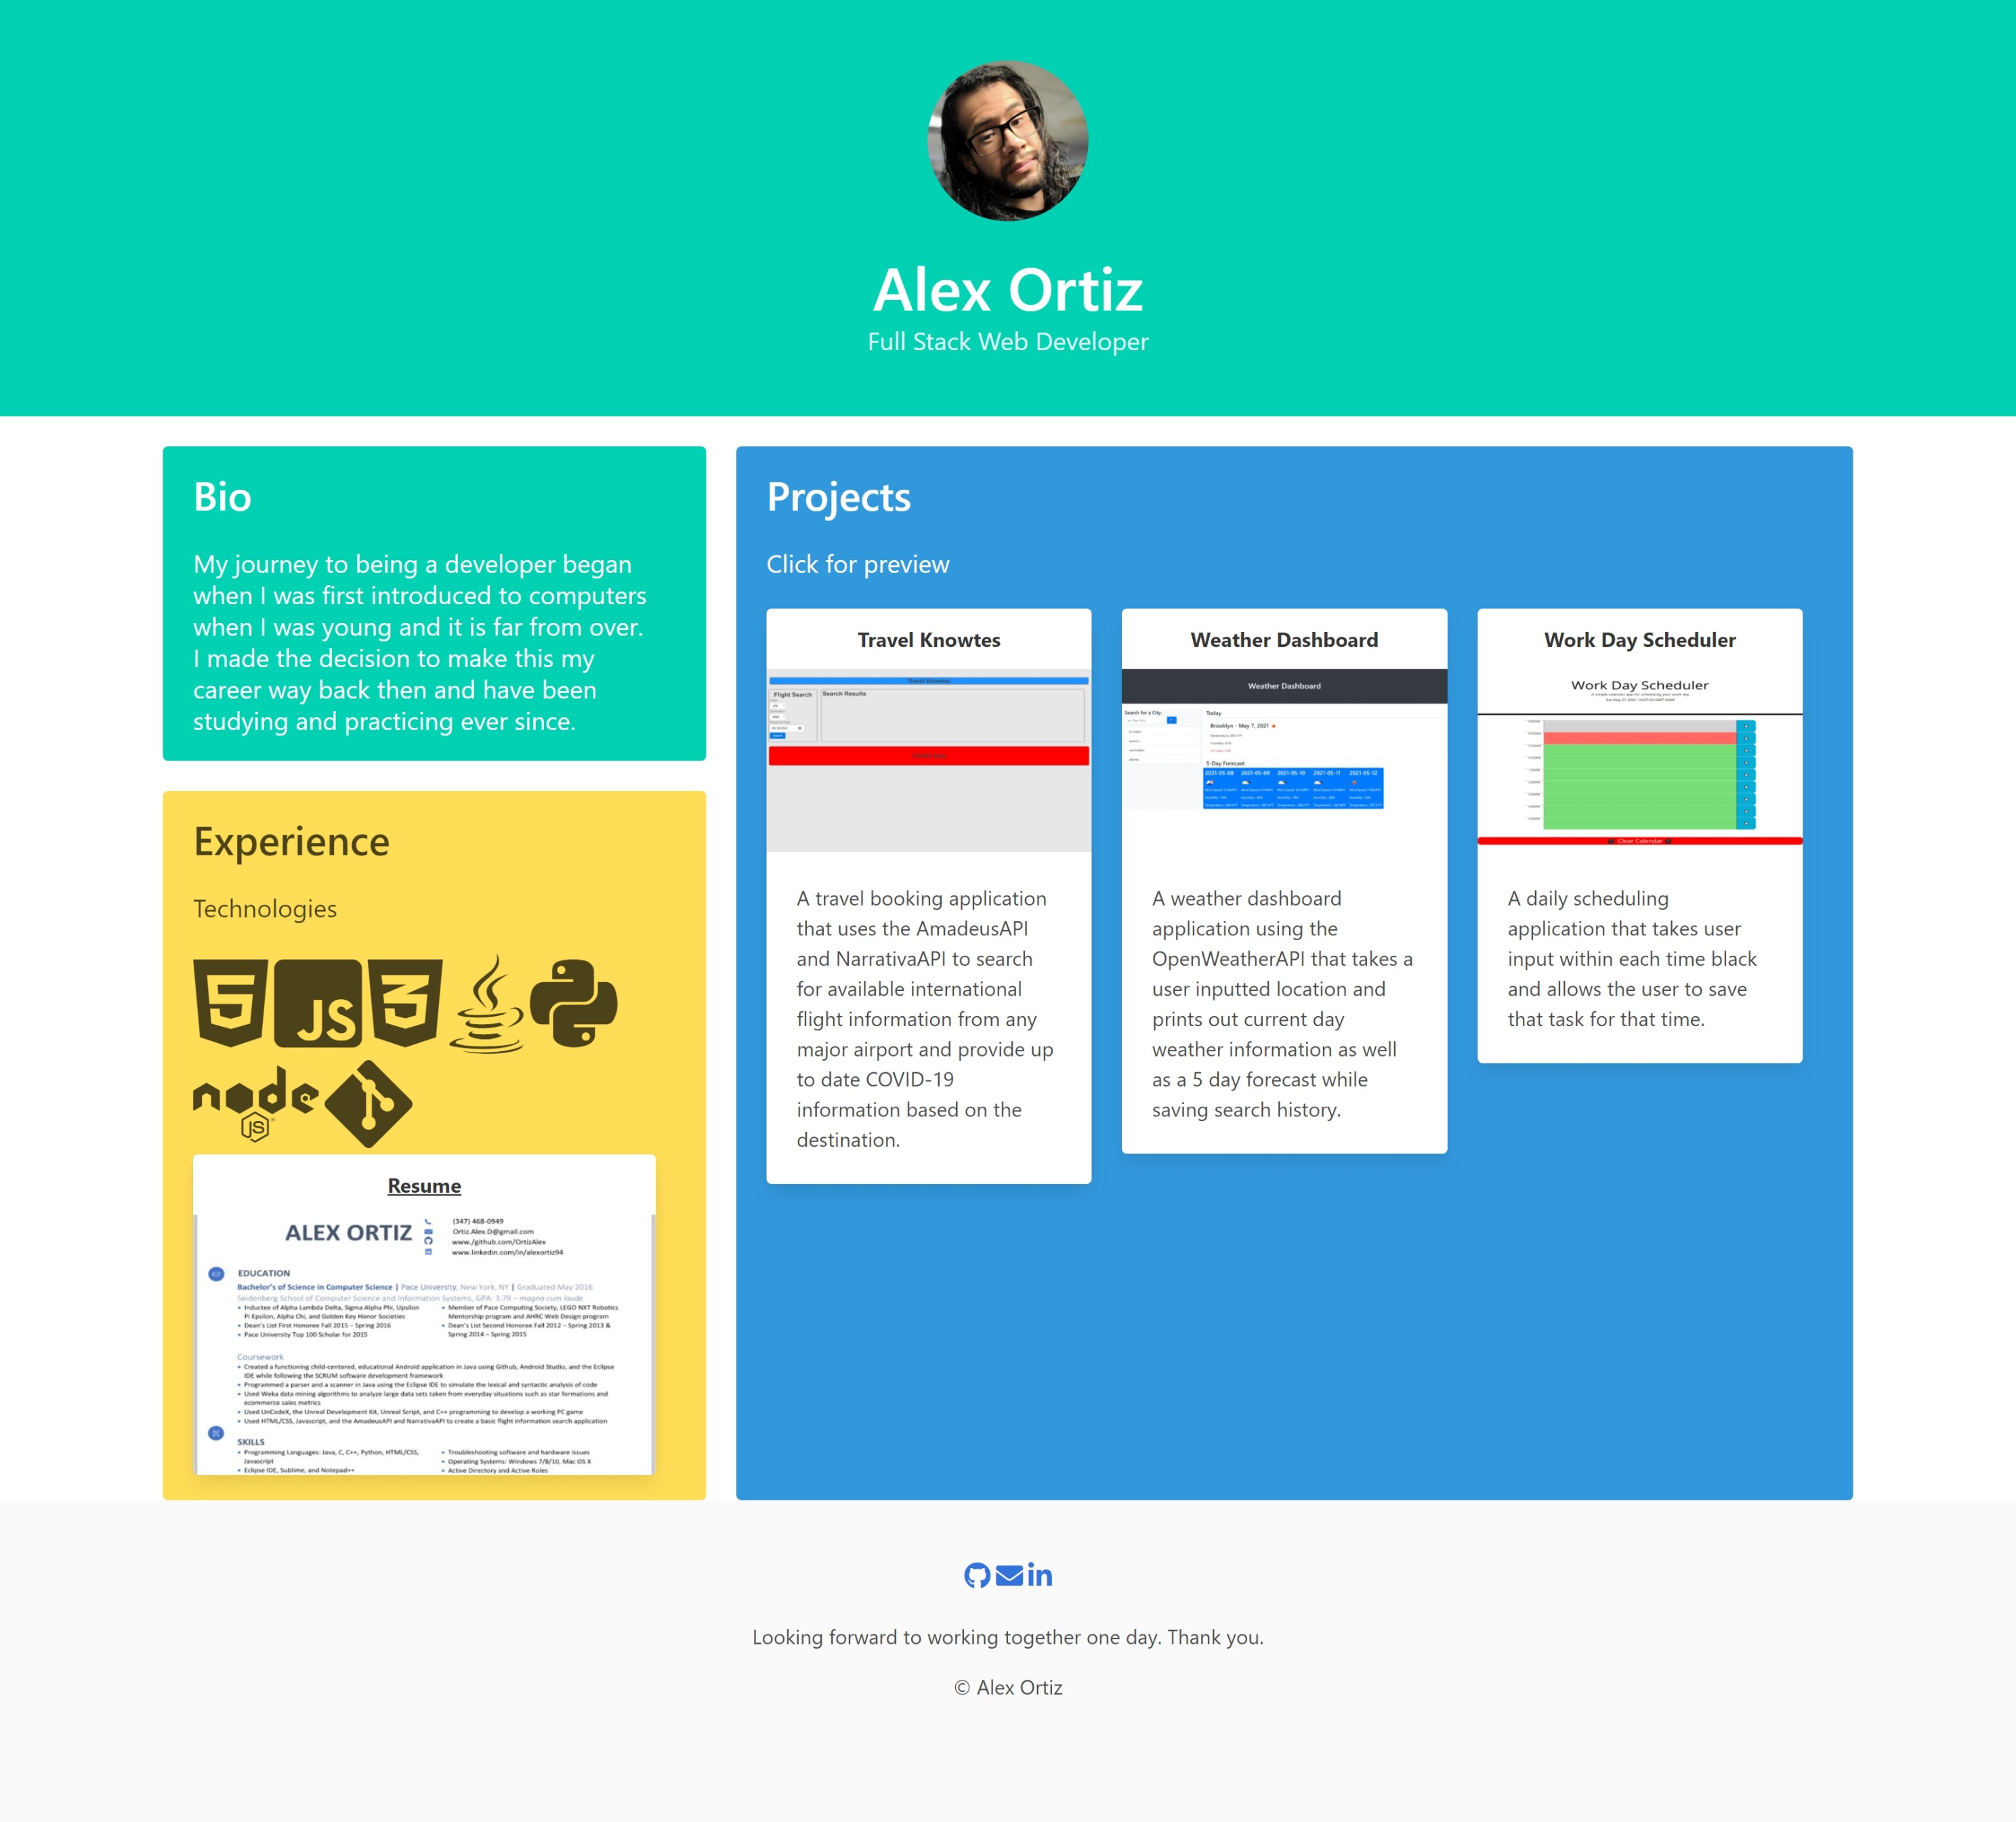 Alex Ortiz
Full Stack Web Developer
Bio
My journey to being a developer began
when I was first introduced to computers
when I was young and it is far from over.
I made the decision to make this my
career way back then and have been
studying and practicing ever since.
Experience
Technologies
5 JS 3
node
JS
Resume
ALEX ORTIZ
(347) 468-0949
Ortiz.Alex.D@gmail.com
www./github.com/OrtizAlex
www.linkedin.com/in/alexortiz94
EDUCATION
Bachelor's of Science in Computer Science | Pace University, New York, NY | Graduated May 2016
Seidenberg School of Computer Science and Information Systems, GPA: 3.79 – magna cum laude
• Inductee of Alpha Lambda Delta, Sigma Alpha Phi, Upsilon
Pi Epsilon, Alpha Chi, and Golden Key Honor Societies
• Dean's List First Honoree Fall 2015 – Spring 2016
• Pace University Top 100 Scholar for 2015
• Member of Pace Computing Society, LEGO NXT Robotics
Mentorship program and AHRC Web Design program
• Dean's List Second Honoree Fall 2012 – Spring 2013 &
Spring 2014 – Spring 2015
Coursework
• Created a functioning child-centered, educational Android application in Java using Github, Android Studio, and the Eclipse
IDE while following the SCRUM software development framework
• Programmed a parser and a scanner in Java using the Eclipse IDE to simulate the lexical and syntactic analysis of code
• Used Weka data mining algorithms to analyze large data sets taken from everyday situations such as star formations and
ecommerce sales metrics
• Used UnCodeX, the Unreal Development Kit, Unreal Script, and C++ programming to develop a working PC game
• Used HTML/CSS, Javascript, and the AmadeusAPI and NarrativaAPI to create a basic flight information search application
SKILLS
• Programming Languages: Java, C, C++, Python, HTML/CSS,
Javascript
• Eclipse IDE, Sublime, and Notepad++
• Troubleshooting software and hardware issues
• Operating Systems: Windows 7/8/10, Mac OS X
• Active Directory and Active Roles
Projects
Click for preview
Travel Knowtes
Travel Knowtes
Flight Search
Search Results
A travel booking application
that uses the AmadeusAPI
and NarrativaAPI to search
for available international
flight information from any
major airport and provide up
to date COVID-19
information based on the
destination.
Weather Dashboard
Weather Dashboard
Search for a City
Today
Brooklyn - May 7, 2021
5-Day Forecast:
2021-05-08 2021-05-09 2021-05-10 2021-05-11 2021-05-12
A weather dashboard
application using the
OpenWeatherAPI that takes a
user inputted location and
prints out current day
weather information as well
as a 5 day forecast while
saving search history.
Work Day Scheduler
Work Day Scheduler
A simple calendar app for scheduling your work day
Clear Calendar
A daily scheduling
application that takes user
input within each time black
and allows the user to save
that task for that time.
in
Looking forward to working together one day. Thank you.
© Alex Ortiz